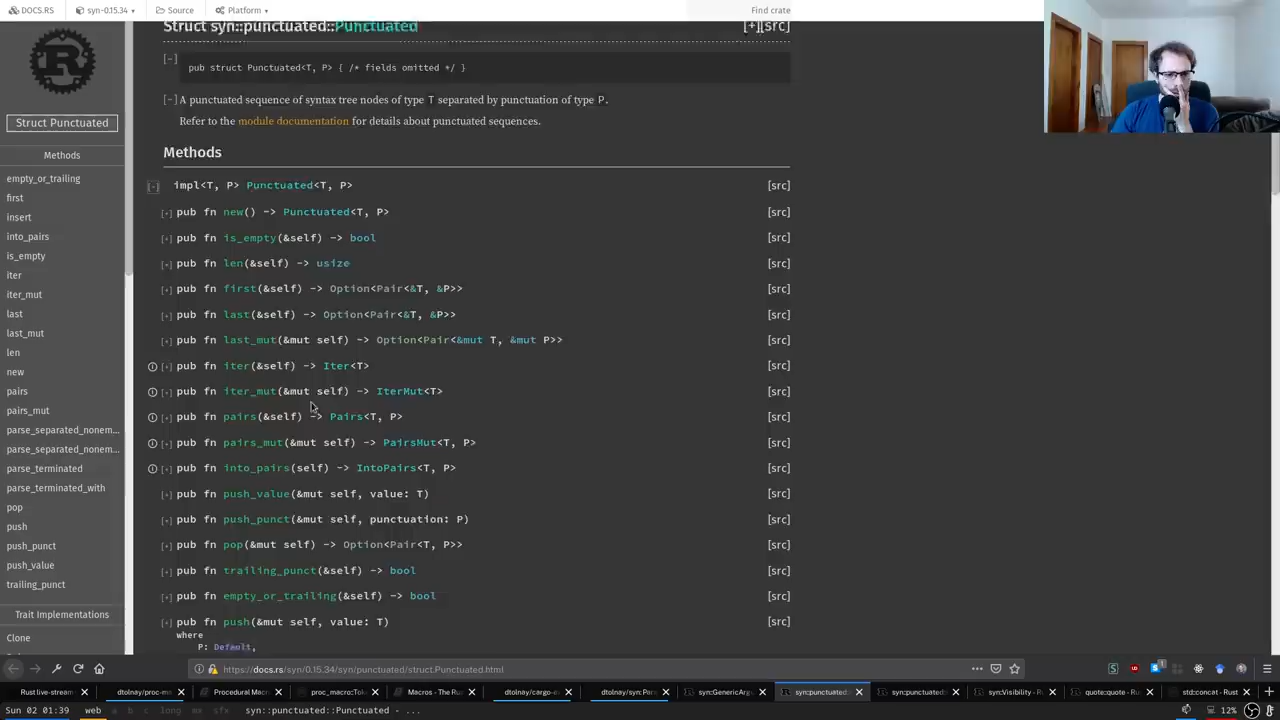 DOCS.RS syn-0.15.34 Source Platform Find crate
Struct syn::punctuated::Punctuated [+][src]
[-] pub struct Punctuated<T, P> { /* fields omitted */ }
[-] A punctuated sequence of syntax tree nodes of type T separated by punctuation of type P.
Refer to the module documentation for details about punctuated sequences.
Methods
[-] impl<T, P> Punctuated<T, P> [src]
[+] pub fn new() -> Punctuated<T, P> [src]
[+] pub fn is_empty(&self) -> bool [src]
[+] pub fn len(&self) -> usize [src]
[+] pub fn first(&self) -> Option<Pair<&T, &P>> [src]
[+] pub fn last(&self) -> Option<Pair<&T, &P>> [src]
[+] pub fn last_mut(&mut self) -> Option<Pair<&mut T, &mut P>> [src]
[+] pub fn iter(&self) -> Iter<T> [src]
[+] pub fn iter_mut(&mut self) -> IterMut<T> [src]
[+] pub fn pairs(&self) -> Pairs<T, P> [src]
[+] pub fn pairs_mut(&mut self) -> PairsMut<T, P> [src]
[+] pub fn into_pairs(self) -> IntoPairs<T, P> [src]
[+] pub fn push_value(&mut self, value: T) [src]
[+] pub fn push_punct(&mut self, punctuation: P) [src]
[+] pub fn pop(&mut self) -> Option<Pair<T, P>> [src]
[+] pub fn trailing_punct(&self) -> bool [src]
[+] pub fn empty_or_trailing(&self) -> bool [src]
[+] pub fn push(&mut self, value: T) [src]
where
P: Default,
Struct Punctuated
Methods
empty_or_trailing
first
insert
into_pairs
is_empty
iter
iter_mut
last
last_mut
len
new
pairs
pairs_mut
parse_separated_nonem...
parse_separated_nonem...
parse_terminated
parse_terminated_with
pop
push
push_punct
push_value
trailing_punct
Trait Implementations
Clone
https://docs.rs/syn/0.15.34/syn/punctuated/struct.Punctuated.html
Rust live-stream dtolnay/proc-m Procedural Macro proc_macro::Toke Macros - The Ru dtolnay/cargo-e dtolnay/syn: Par syn::GenericArgu syn::punctuated: syn::punctuated: syn::Visibility - R quote::quote - Ru std::concat - Rust
Sun 02 01:39 web a b c long mx sfx syn::punctuated::Punctuated - ... 12%